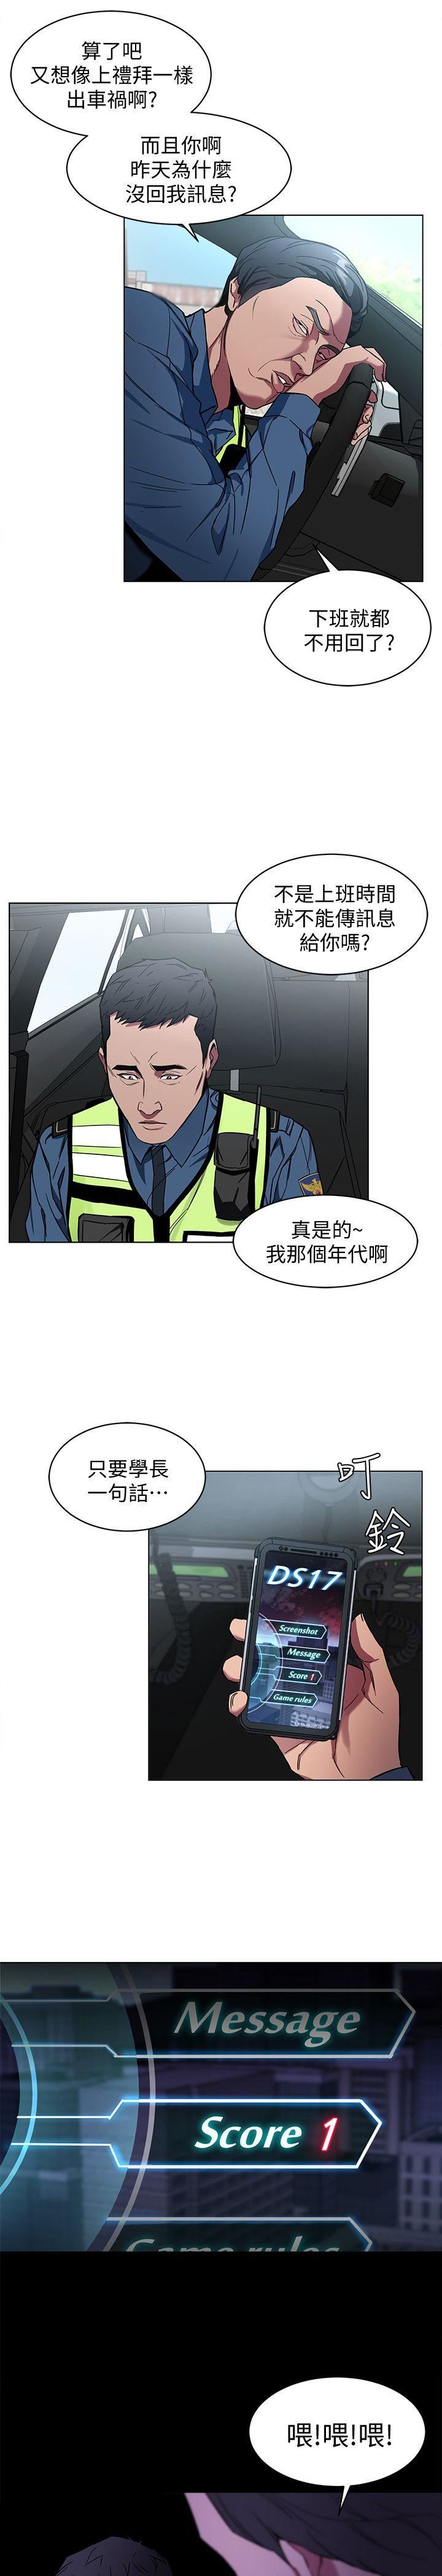 算了吧
又想像上禮拜一樣
出車禍啊?
而且你啊
昨天為什麼
沒回我訊息?
下班就都
不用回了?
不是上班時間
就不能傳訊息
給你嗎?
真是的~
我那個年代啊
只要學長
一句話⋯
叮鈴
DS17
Screenshot
Message
Score 1
Game rules
Message
Score 1
Game rules
喂!喂!喂!